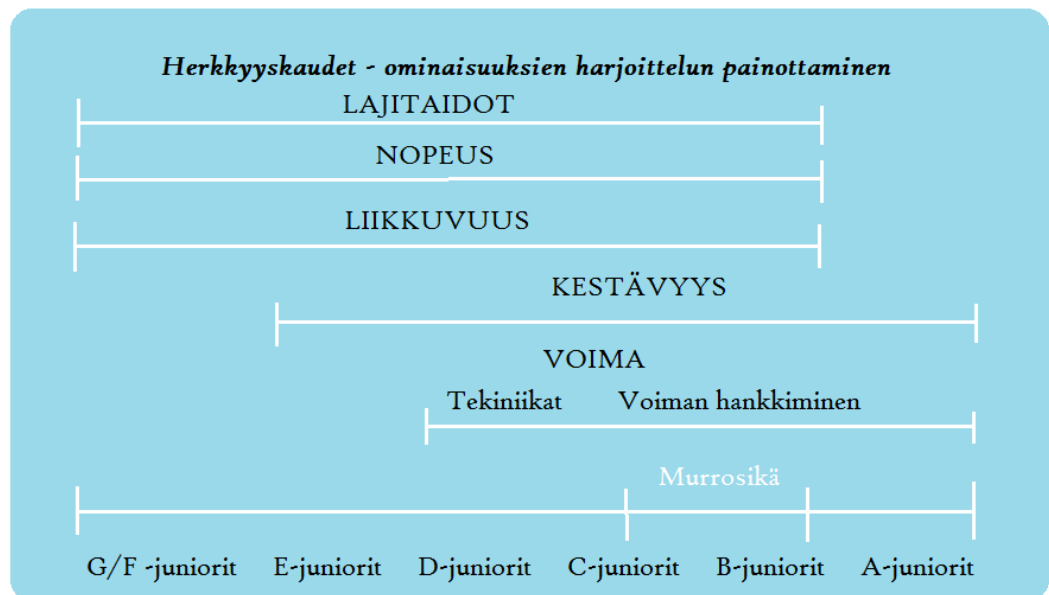 Herkkyyskaudet - ominaisuuksien harjoittelun painottaminen
LAJITAIDOT
NOPEUS
LIIKKUVUUS
KESTÄVYYS
VOIMA
Tekiniikat Voiman hankkiminen
Murrosikä
G/F -juniorit E-juniorit D-juniorit C-juniorit B-juniorit A-juniorit